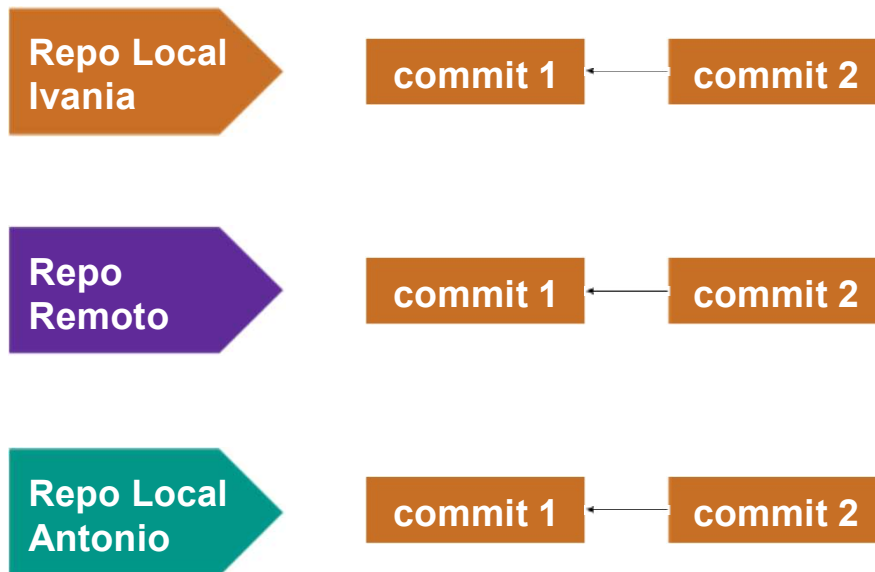 Repo Local
Ivania
commit 1
commit 2
Repo
Remoto
commit 1
commit 2
Repo Local
Antonio
commit 1
commit 2